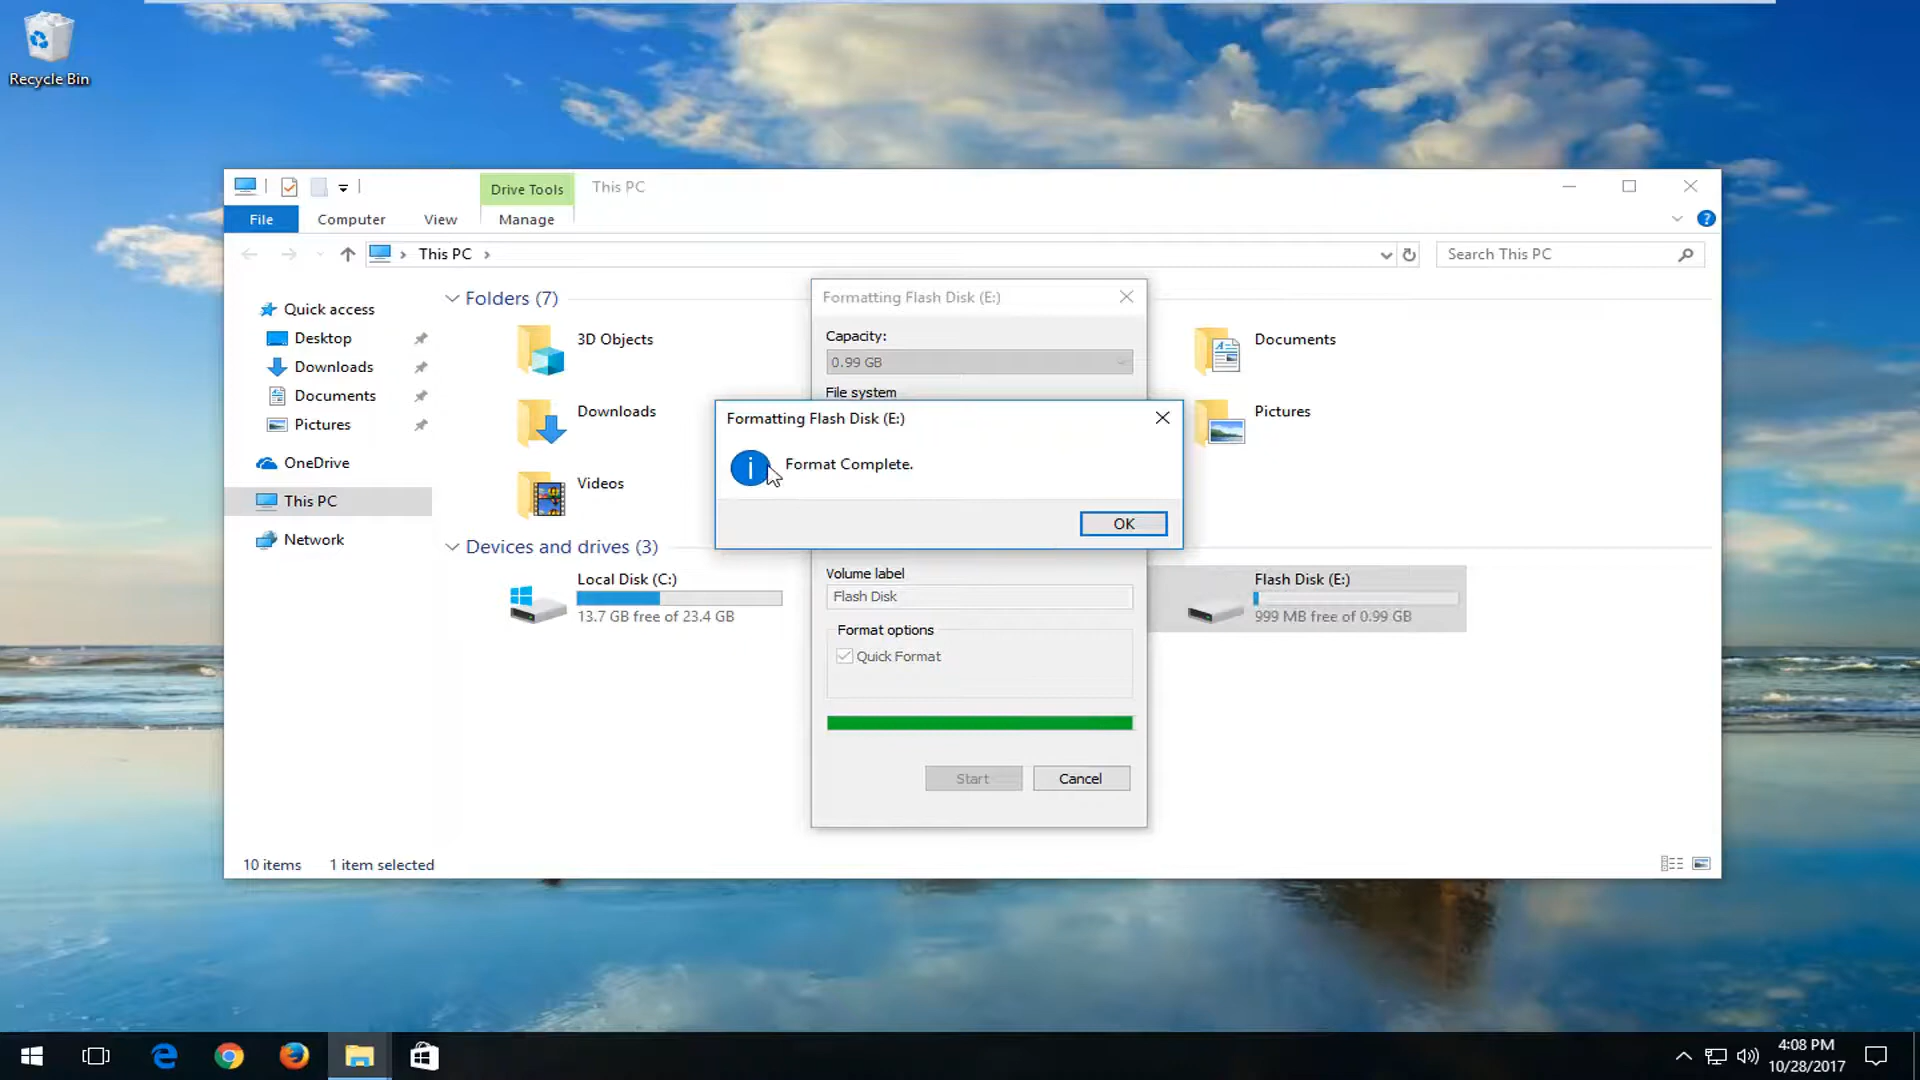 Recycle Bin
Drive Tools
This PC
File
Computer
View
Manage
This PC
Search This PC
Quick access
Desktop
Downloads
Documents
Pictures
OneDrive
This PC
Network
Folders (7)
3D Objects
Documents
Downloads
Pictures
Videos
Devices and drives (3)
Local Disk (C:)
13.7 GB free of 23.4 GB
Flash Disk (E:)
999 MB free of 0.99 GB
Formatting Flash Disk (E:)
Capacity:
0.99 GB
File system
Formatting Flash Disk (E:)
Format Complete.
OK
Volume label
Flash Disk
Format options
Quick Format
Start
Cancel
10 items
1 item selected
4:08 PM
10/28/2017